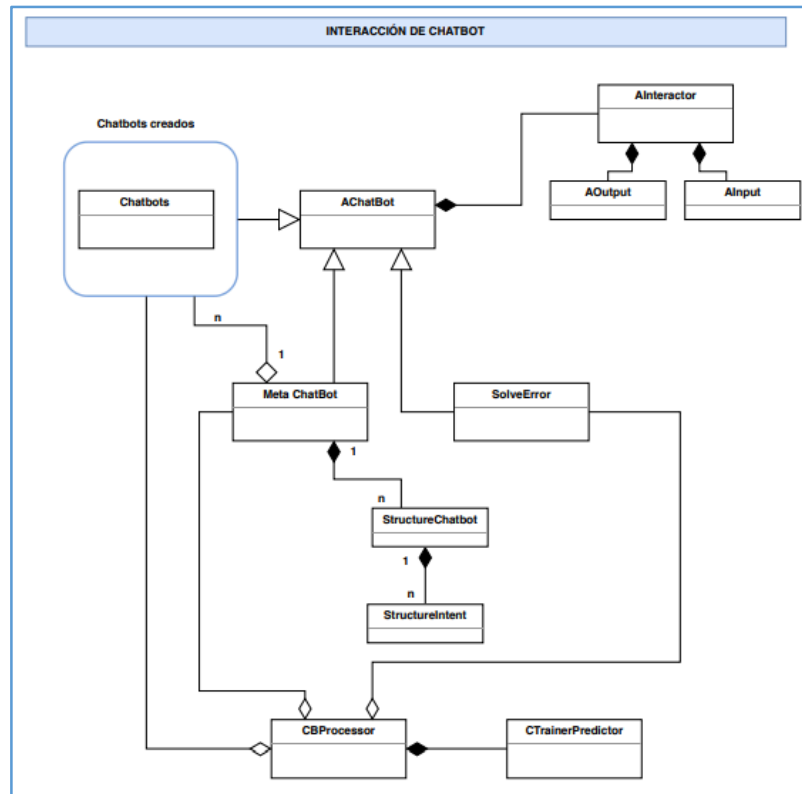 INTERACCIÓN DE CHATBOT
AInteractor
Chatbots creados
AOutput
AInput
Chatbots
AChatBot
n
1
Meta ChatBot
SolveError
1
n
StructureChatbot
1
n
StructureIntent
CBProcessor
CTrainerPredictor